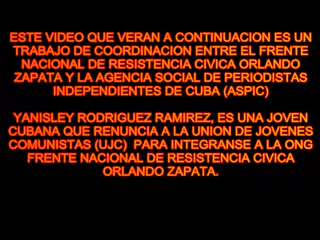 ESTE VIDEO QUE VERAN A CONTINUACION ES UN
TRABAJO DE COORDINACION ENTRE EL FRENTE
NACIONAL DE RESISTENCIA CIVICA ORLANDO
ZAPATA Y LA AGENCIA SOCIAL DE PERIODISTAS
INDEPENDIENTES DE CUBA (ASPIC)
YANISLEY RODRIGUEZ RAMIREZ, ES UNA JOVEN
CUBANA QUE RENUNCIA A LA UNION DE JOVENES
COMUNISTAS (UJC) PARA INTEGRANSE A LA ONG
FRENTE NACIONAL DE RESISTENCIA CIVICA
ORLANDO ZAPATA.